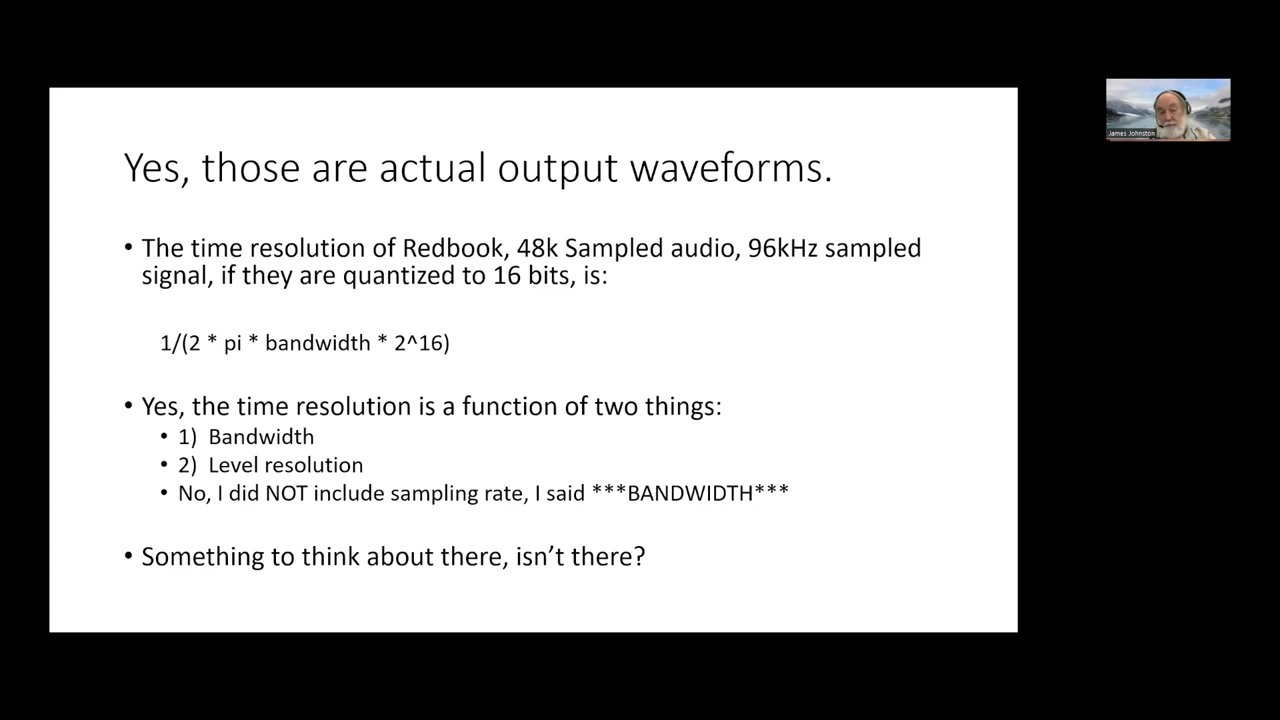 Yes, those are actual output waveforms.
• The time resolution of Redbook, 48k Sampled audio, 96kHz sampled
signal, if they are quantized to 16 bits, is:
1/(2 * pi * bandwidth * 2^16)
• Yes, the time resolution is a function of two things:
• 1) Bandwidth
• 2) Level resolution
• No, I did NOT include sampling rate, I said ***BANDWIDTH***
• Something to think about there, isn’t there?
James Johnston